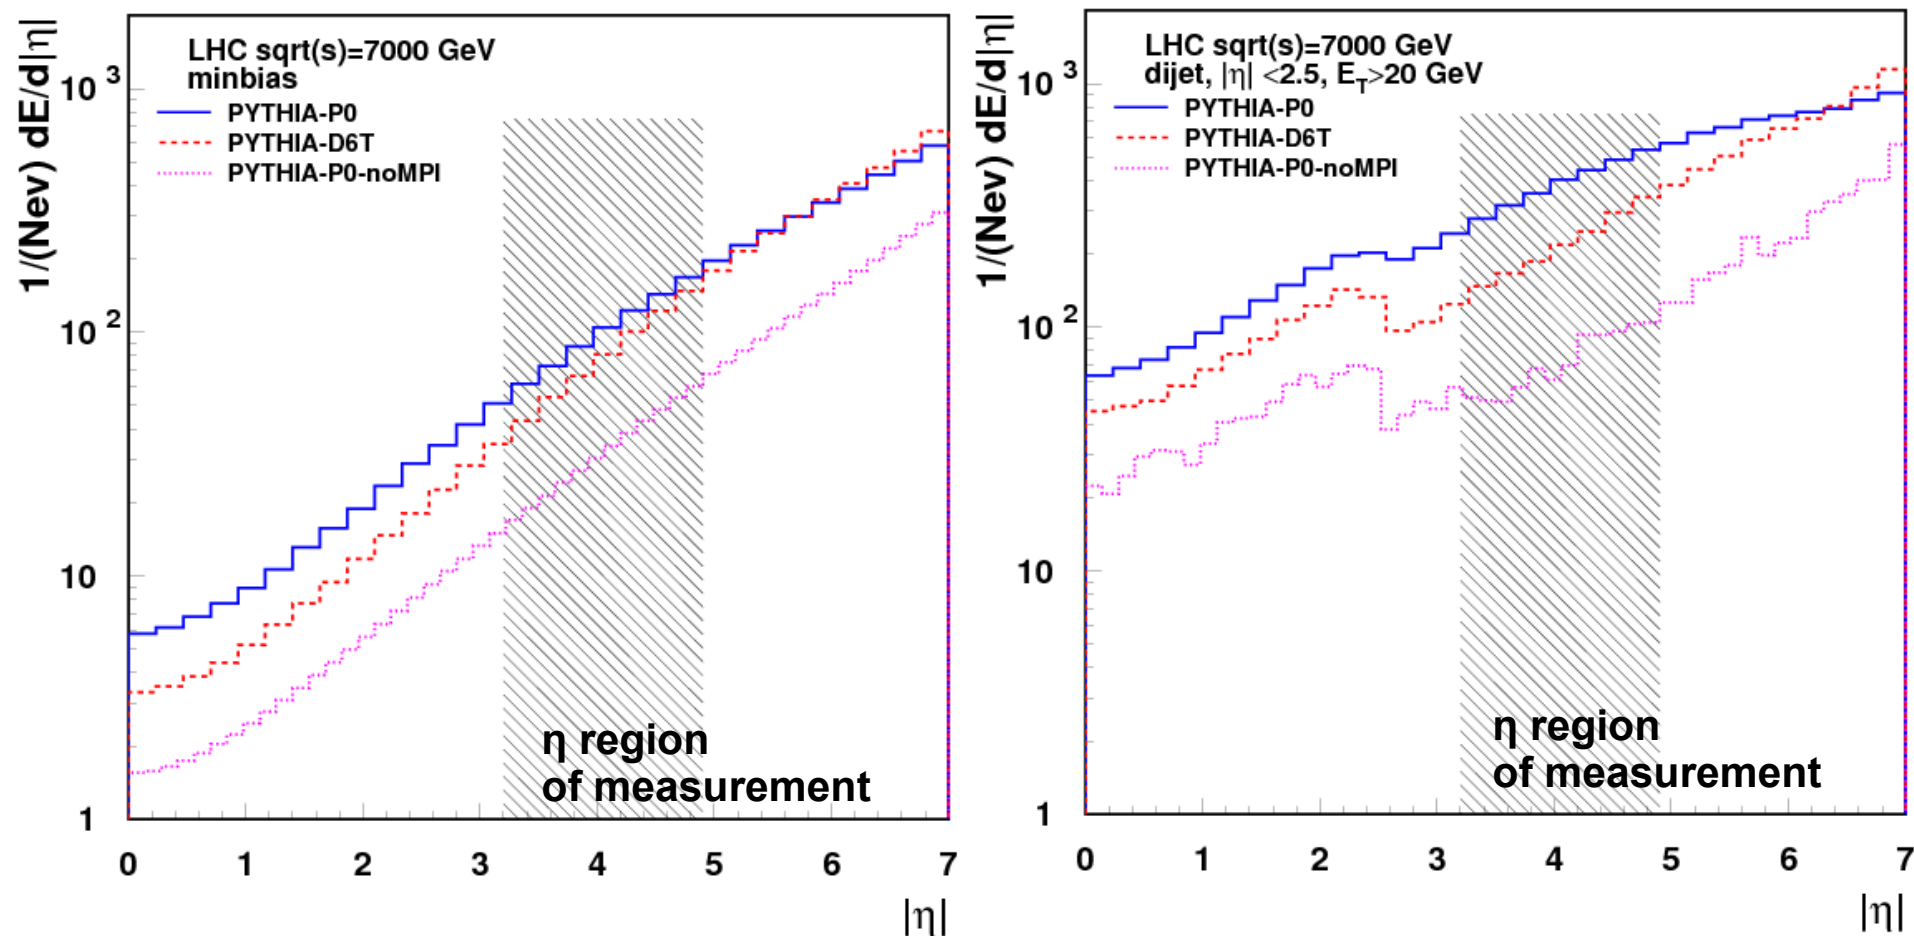 1/(Nev) dE/d|η|
LHC sqrt(s)=7000 GeV
minbias
PYTHIA-P0
PYTHIA-D6T
PYTHIA-P0-noMPI
10³
10²
10
1
η region
of measurement
0 1 2 3 4 5 6 7
|η|
1/(Nev) dE/d|η|
LHC sqrt(s)=7000 GeV
dijet, |η| <2.5, E_T>20 GeV
PYTHIA-P0
PYTHIA-D6T
PYTHIA-P0-noMPI
10³
10²
10
1
η region
of measurement
0 1 2 3 4 5 6 7
|η|